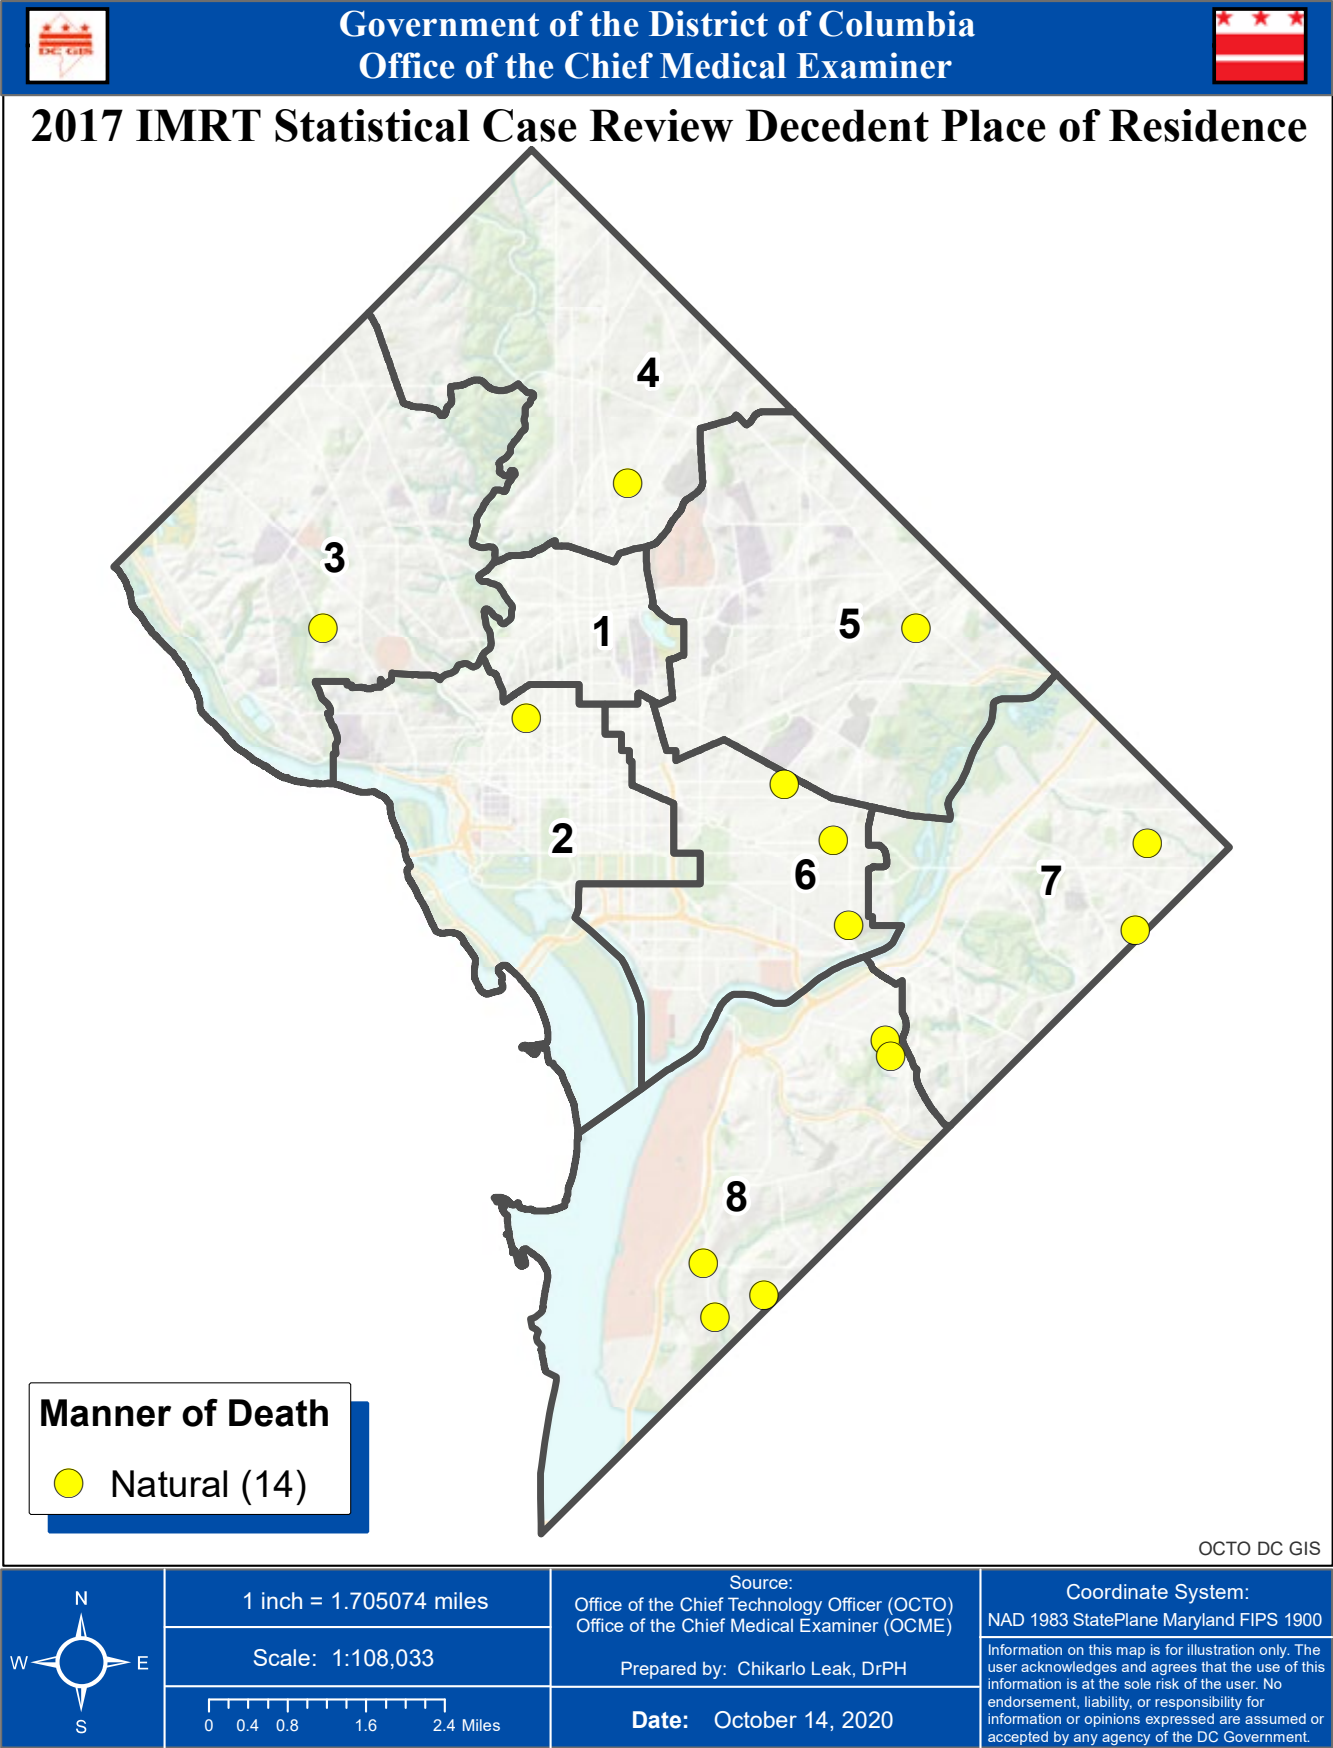 Government of the District of Columbia
Office of the Chief Medical Examiner
DC GIS
2017 IMRT Statistical Case Review Decedent Place of Residence
4
3
1
5
2
6
7
8
Manner of Death
Natural (14)
OCTO DC GIS
N
W
E
S
1 inch = 1.705074 miles
Scale: 1:108,033
0 0.4 0.8 1.6 2.4 Miles
Source:
Office of the Chief Technology Officer (OCTO)
Office of the Chief Medical Examiner (OCME)
Prepared by: Chikarlo Leak, DrPH
Date: October 14, 2020
Coordinate System:
NAD 1983 StatePlane Maryland FIPS 1900
Information on this map is for illustration only. The
user acknowledges and agrees that the use of this
information is at the sole risk of the user. No
endorsement, liability, or responsibility for
information or opinions expressed are assumed or
accepted by any agency of the DC Government.